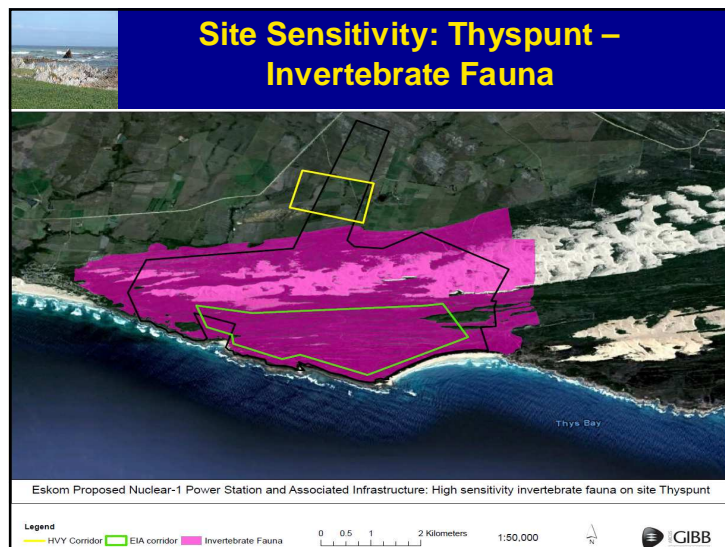 Site Sensitivity: Thyspunt –
Invertebrate Fauna
Thys Bay
Eskom Proposed Nuclear-1 Power Station and Associated Infrastructure: High sensitivity invertebrate fauna on site Thyspunt
Legend
HVY Corridor EIA corridor Invertebrate Fauna
0 0.5 1 2 Kilometers
1:50,000
N
GIBB